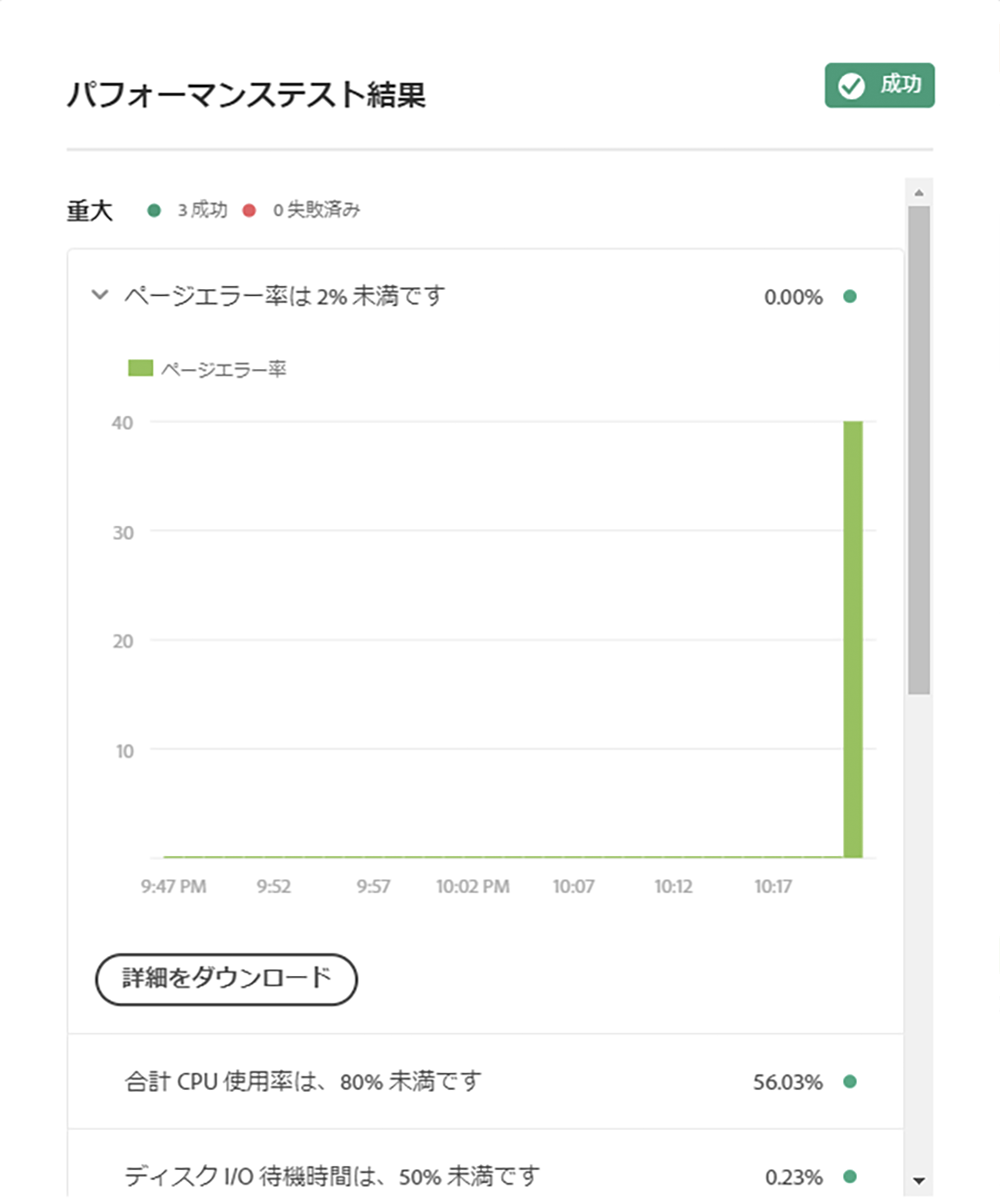 パフォーマンステスト結果
成功
重大 3 成功 0 失敗済み
ページエラー率は 2% 未満です 0.00%
ページエラー率
40
30
20
10
9:47 PM 9:52 9:57 10:02 PM 10:07 10:12 10:17
詳細をダウンロード
合計 CPU 使用率は、80% 未満です 56.03%
ディスク I/O 待機時間は、50% 未満です 0.23%